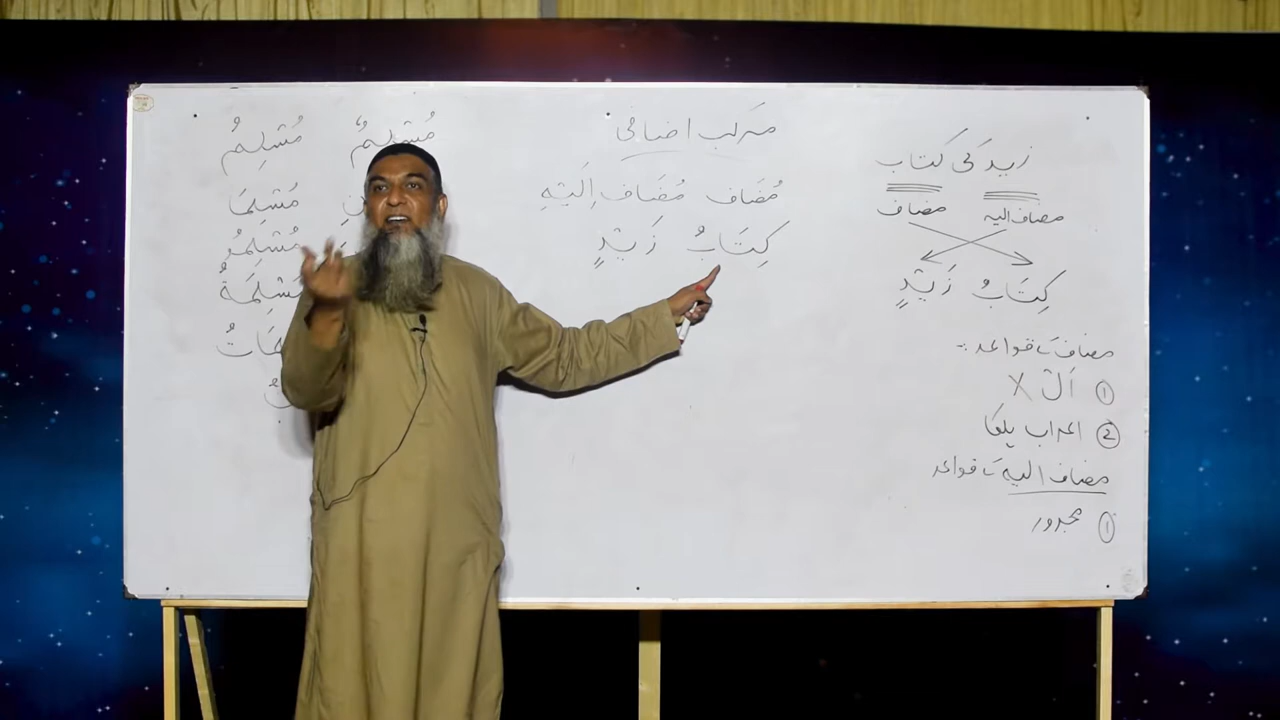 زید کی کتاب
مضاف الیہ مضاف
كِتَابُ زَيْدٍ
مضاف کے قواعد :-
① اَلْ X
② اعراب ہلکا
مضاف الیہ کے قواعد
① مجرور
مرکب اضافی
مُضَاف مُضَاف اِلَيْهِ
كِتَابُ زَيْدٍ
مُسْلِمٌ مُسْلِمُ
مُسْلِمَا
مُسْلِمُو
مُسْلِمَةُ